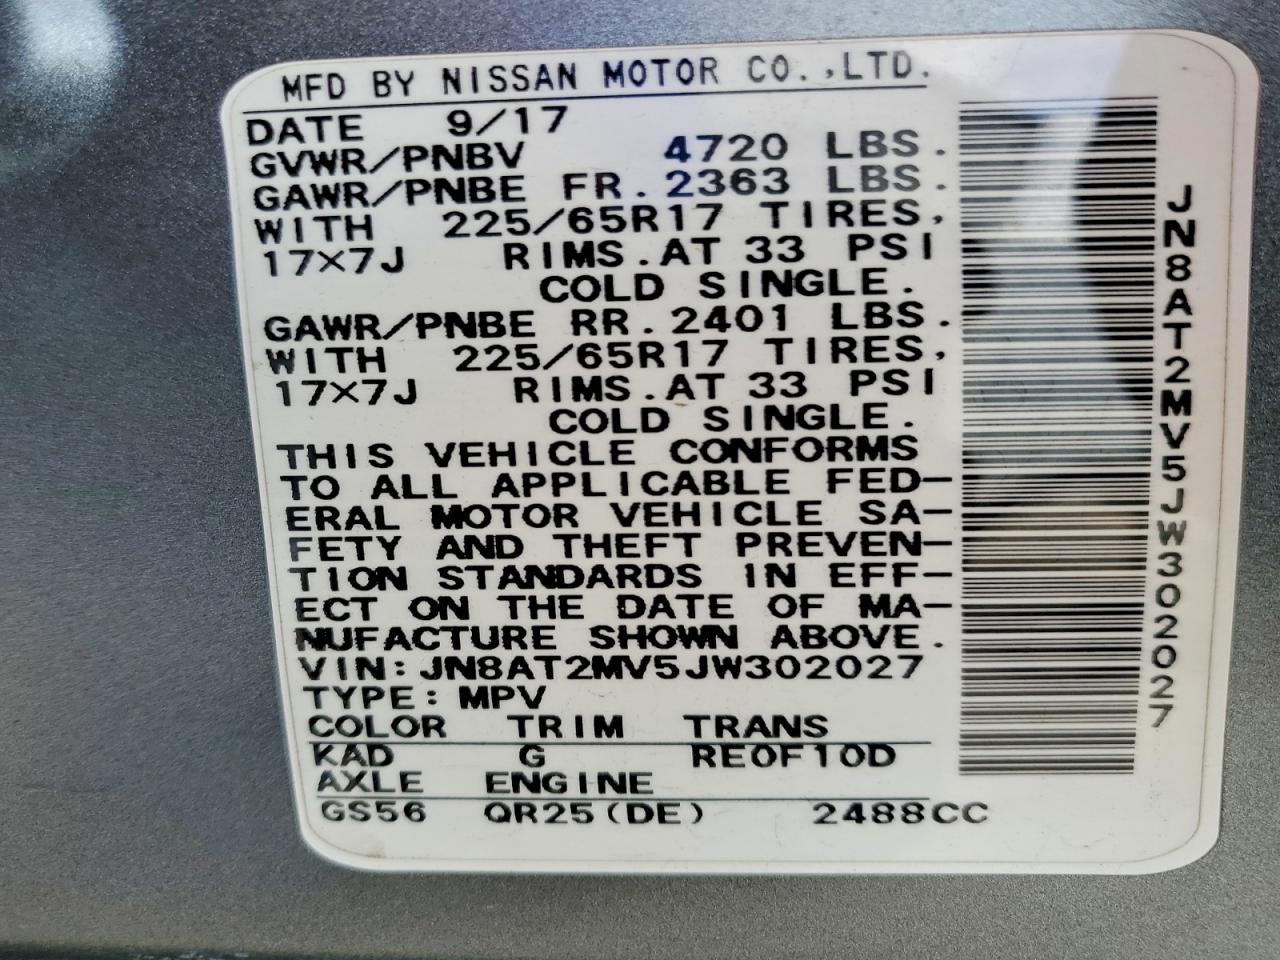 MFD BY NISSAN MOTOR CO.,LTD.
DATE 9/17
GVWR/PNBV 4720 LBS.
GAWR/PNBE FR.2363 LBS.
WITH 225/65R17 TIRES,
17X7J RIMS.AT 33 PSI
COLD SINGLE.
GAWR/PNBE RR.2401 LBS.
WITH 225/65R17 TIRES,
17X7J RIMS.AT 33 PSI
COLD SINGLE.
THIS VEHICLE CONFORMS
TO ALL APPLICABLE FED-
ERAL MOTOR VEHICLE SA-
FETY AND THEFT PREVEN-
TION STANDARDS IN EFF-
ECT ON THE DATE OF MA-
NUFACTURE SHOWN ABOVE.
VIN:JN8AT2MV5JW302027
TYPE:MPV
COLOR TRIM TRANS
KAD G RE0F10D
AXLE ENGINE
GS56 QR25(DE) 2488CC
JN8AT2MV5JW302027